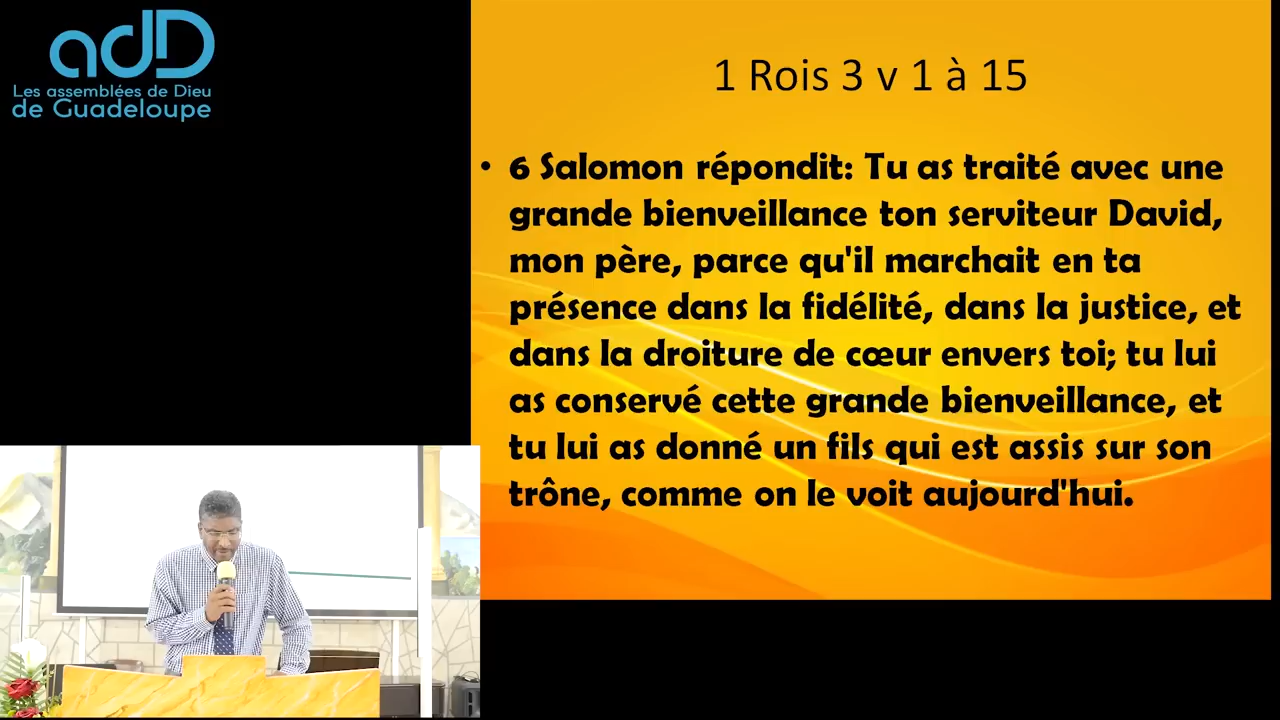 adD
Les assemblées de Dieu
de Guadeloupe
1 Rois 3 v 1 à 15
• 6 Salomon répondit: Tu as traité avec une
grande bienveillance ton serviteur David,
mon père, parce qu'il marchait en ta
présence dans la fidélité, dans la justice, et
dans la droiture de cœur envers toi; tu lui
as conservé cette grande bienveillance, et
tu lui as donné un fils qui est assis sur son
trône, comme on le voit aujourd'hui.